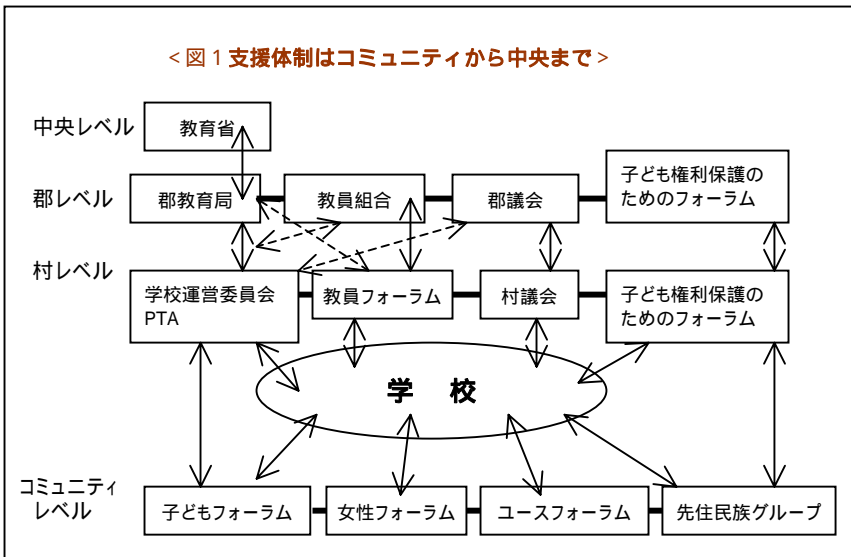 <図1支援体制はコミュニティから中央まで>
中央レベル
教育省
郡レベル
郡教育局
教員組合
郡議会
子ども権利保護の
ためのフォーラム
村レベル
学校運営委員会
PTA
教員フォーラム
村議会
子ども権利保護の
ためのフォーラム
学 校
コミュニティ
レベル
子どもフォーラム
女性フォーラム
ユースフォーラム
先住民族グループ